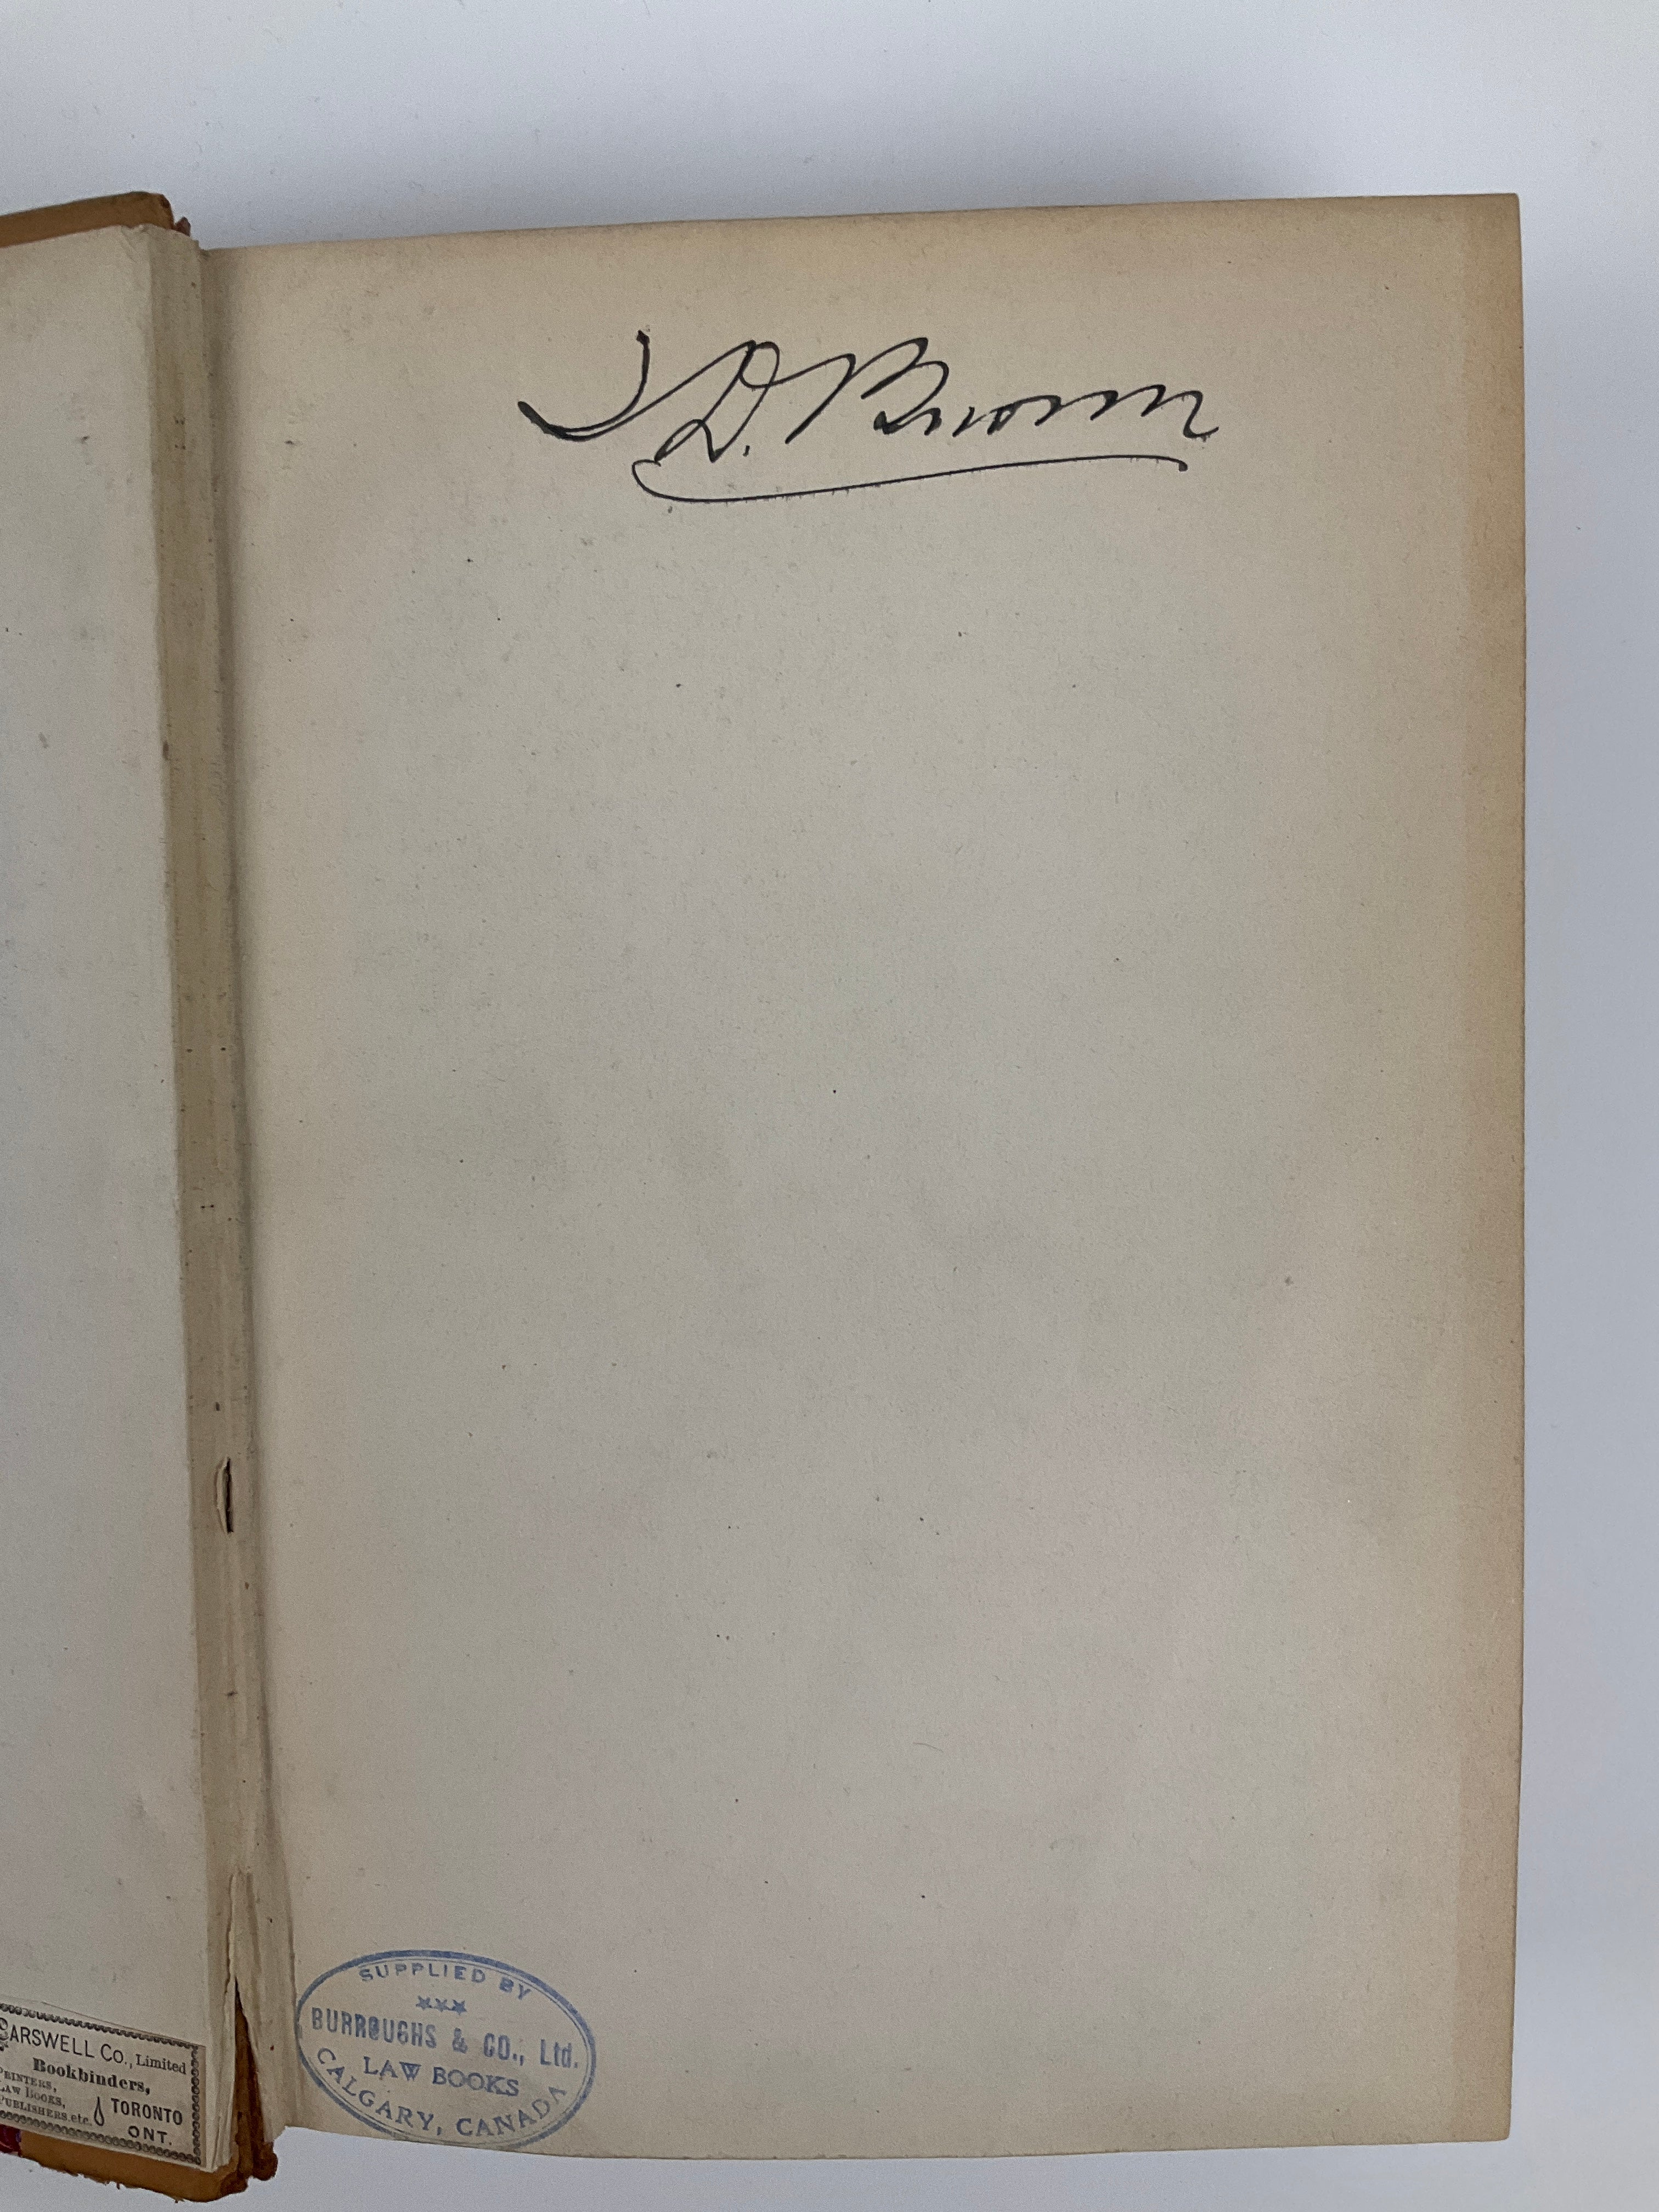 J. D. Brown
SUPPLIED BY
BURROUGHS & CO., Ltd.
LAW BOOKS
CALGARY, CANADA
CARSWELL Co., Limited
Bookbinders,
PRINTERS,
LAW BOOKS,
PUBLISHERS.etc.
TORONTO
ONT.